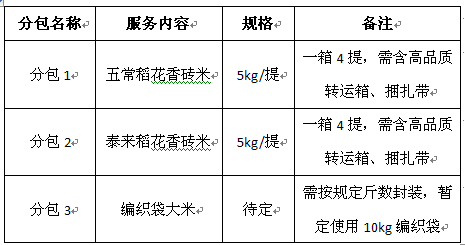 分包名称 服务内容 规格 备注
分包 1 五常稻花香砖米 5kg/提 一箱 4 提，需含高品质
转运箱、捆扎带
分包 2 泰来稻花香砖米 5kg/提 一箱 4 提，需含高品质
转运箱、捆扎带
分包 3 编织袋大米 待定 需按规定斤数封装，暂
定使用 10kg 编织袋